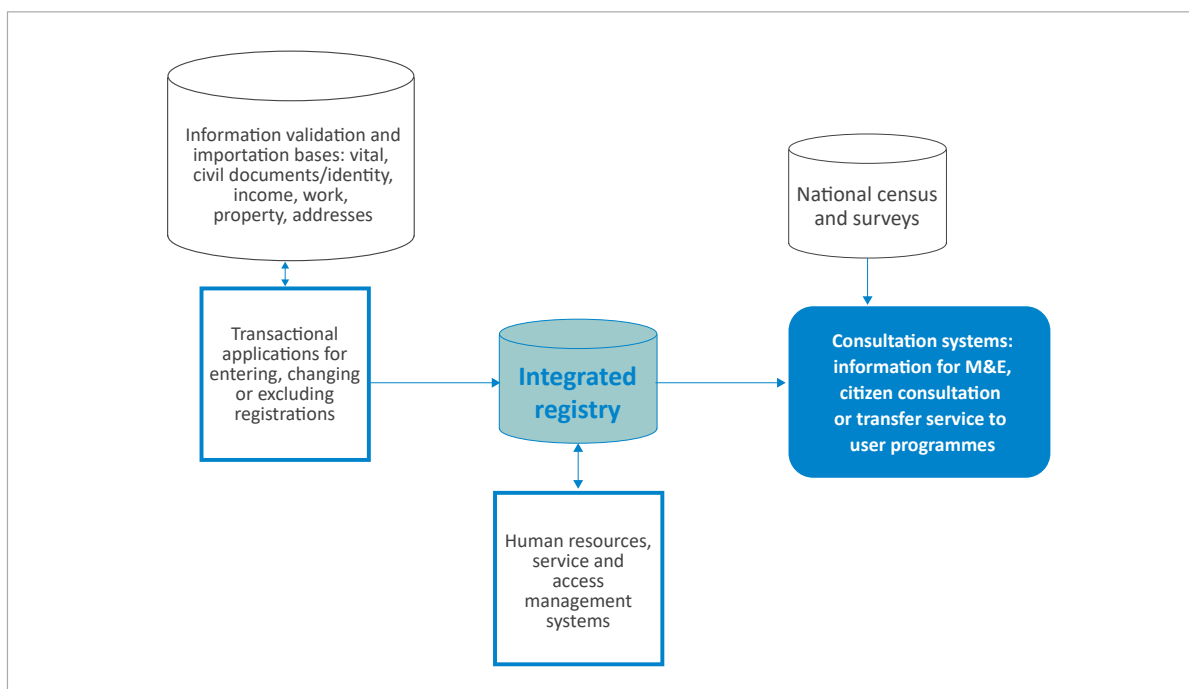 Information validation and
importation bases: vital,
civil documents/identity,
income, work,
property, addresses
National census
and surveys
Transactional
applications for
entering, changing
or excluding
registrations
Integrated
registry
Consultation systems:
information for M&E,
citizen consultation
or transfer service to
user programmes
Human resources,
service and
access
management
systems